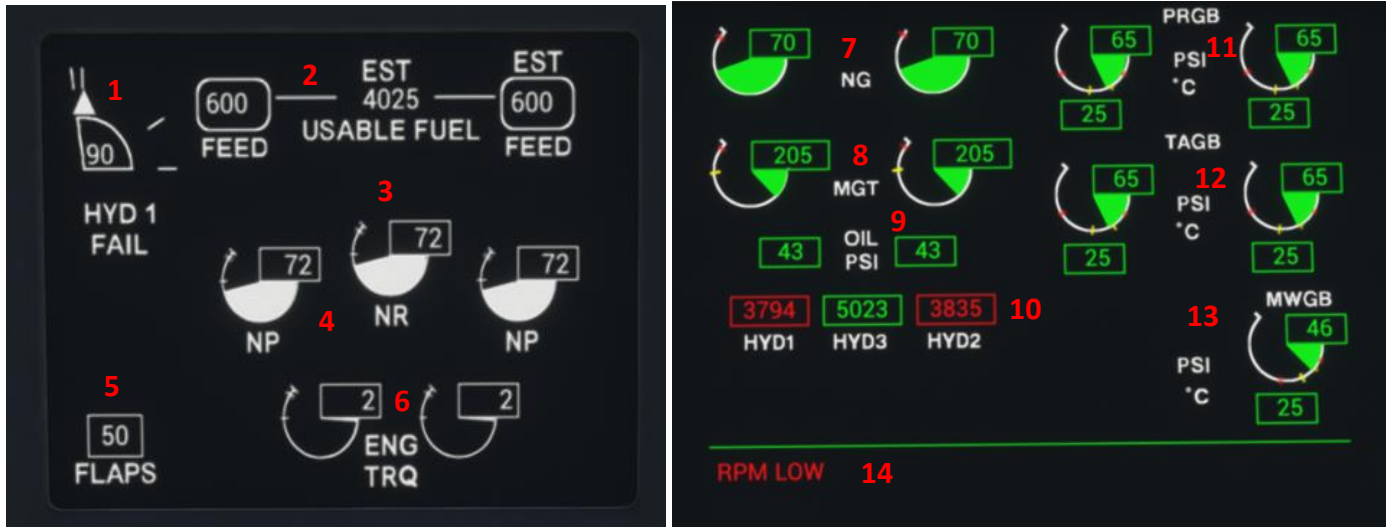 1
2
EST
4025
USABLE FUEL
600
FEED
EST
600
FEED
90
HYD 1
FAIL
3
72
NR
72
NP
4
72
NP
5
50
FLAPS
2
6
2
ENG
TRQ
70
7
70
NG
205
8
205
MGT
9
43
OIL
PSI
43
3794
5023
3835
10
HYD1
HYD3
HYD2
PRGB
65
PSI
11
65
°C
25
25
TAGB
65
12
65
PSI
°C
25
25
MWGB
13
46
PSI
°C
25
RPM LOW
14